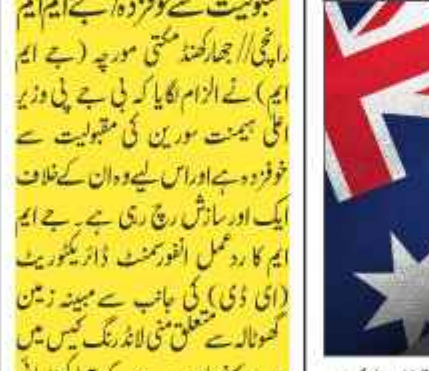 مقبولیت سے خوفزدہ: جے ایم ایم
رانچی// جھارکھنڈ مکتی مورچہ (جے ایم
ایم) نے الزام لگایا کہ بی جے پی وزیر
اعلیٰ ہیمنت سورین کی مقبولیت سے
خوفزدہ ہے اور اس لیے وہ ان کے خلاف
ایک اور سازش رچ رہی ہے۔ جے ایم
ایم کا ردعمل انفورسمنٹ ڈائریکٹوریٹ
(ای ڈی) کی جانب سے مبینہ زمین
گھوٹالہ سے متعلق منی لانڈرنگ کیس میں